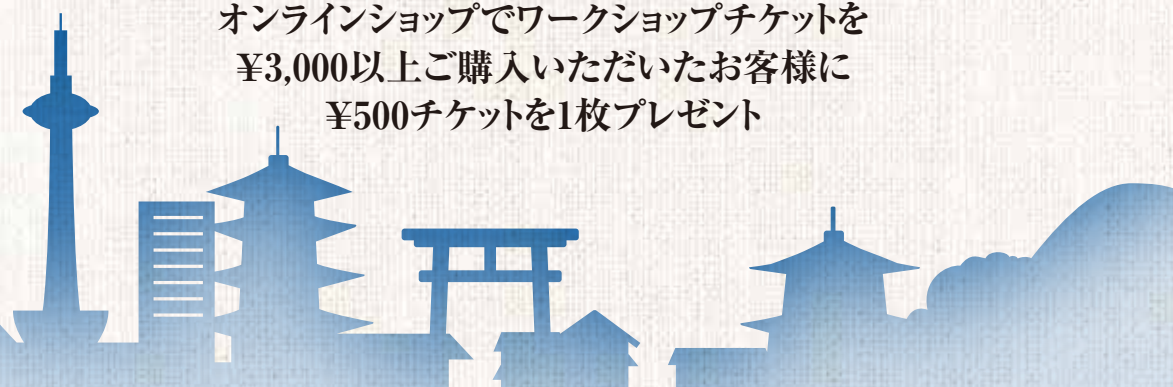 オンラインショップでワークショップチケットを
¥3,000以上ご購入いただいたお客様に
¥500チケットを1枚プレゼント